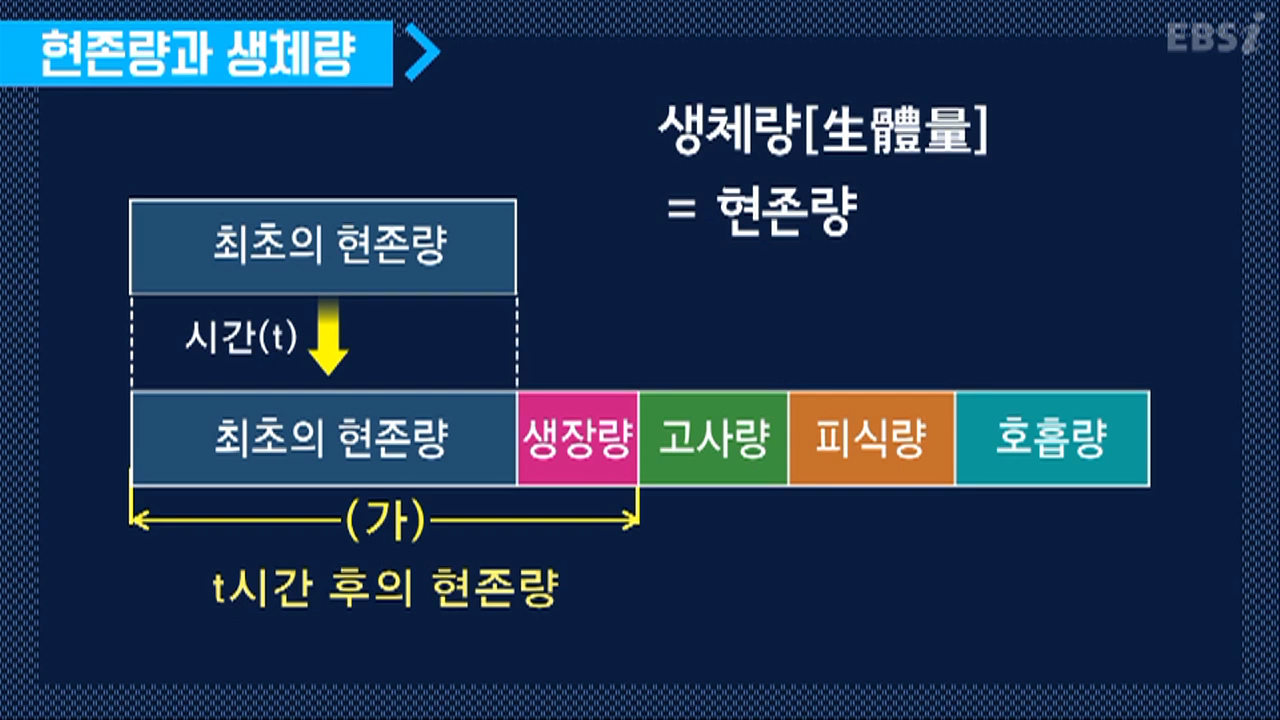 현존량과 생체량
EBSi
생체량[生體量]
= 현존량
최초의 현존량
시간(t)
최초의 현존량 생장량 고사량 피식량 호흡량
(가)
t시간 후의 현존량